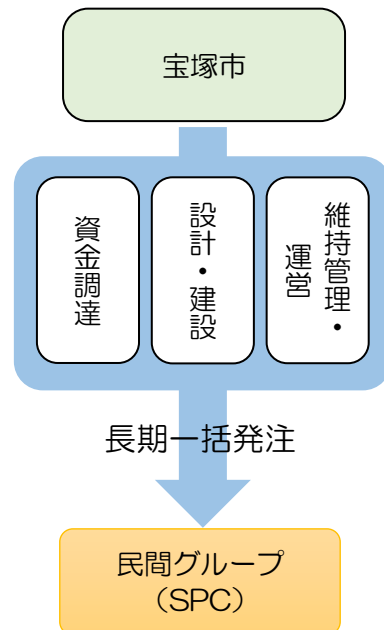 宝塚市
資金調達
設計・建設
維持管理・
運営
長期一括発注
民間グループ
（SPC）